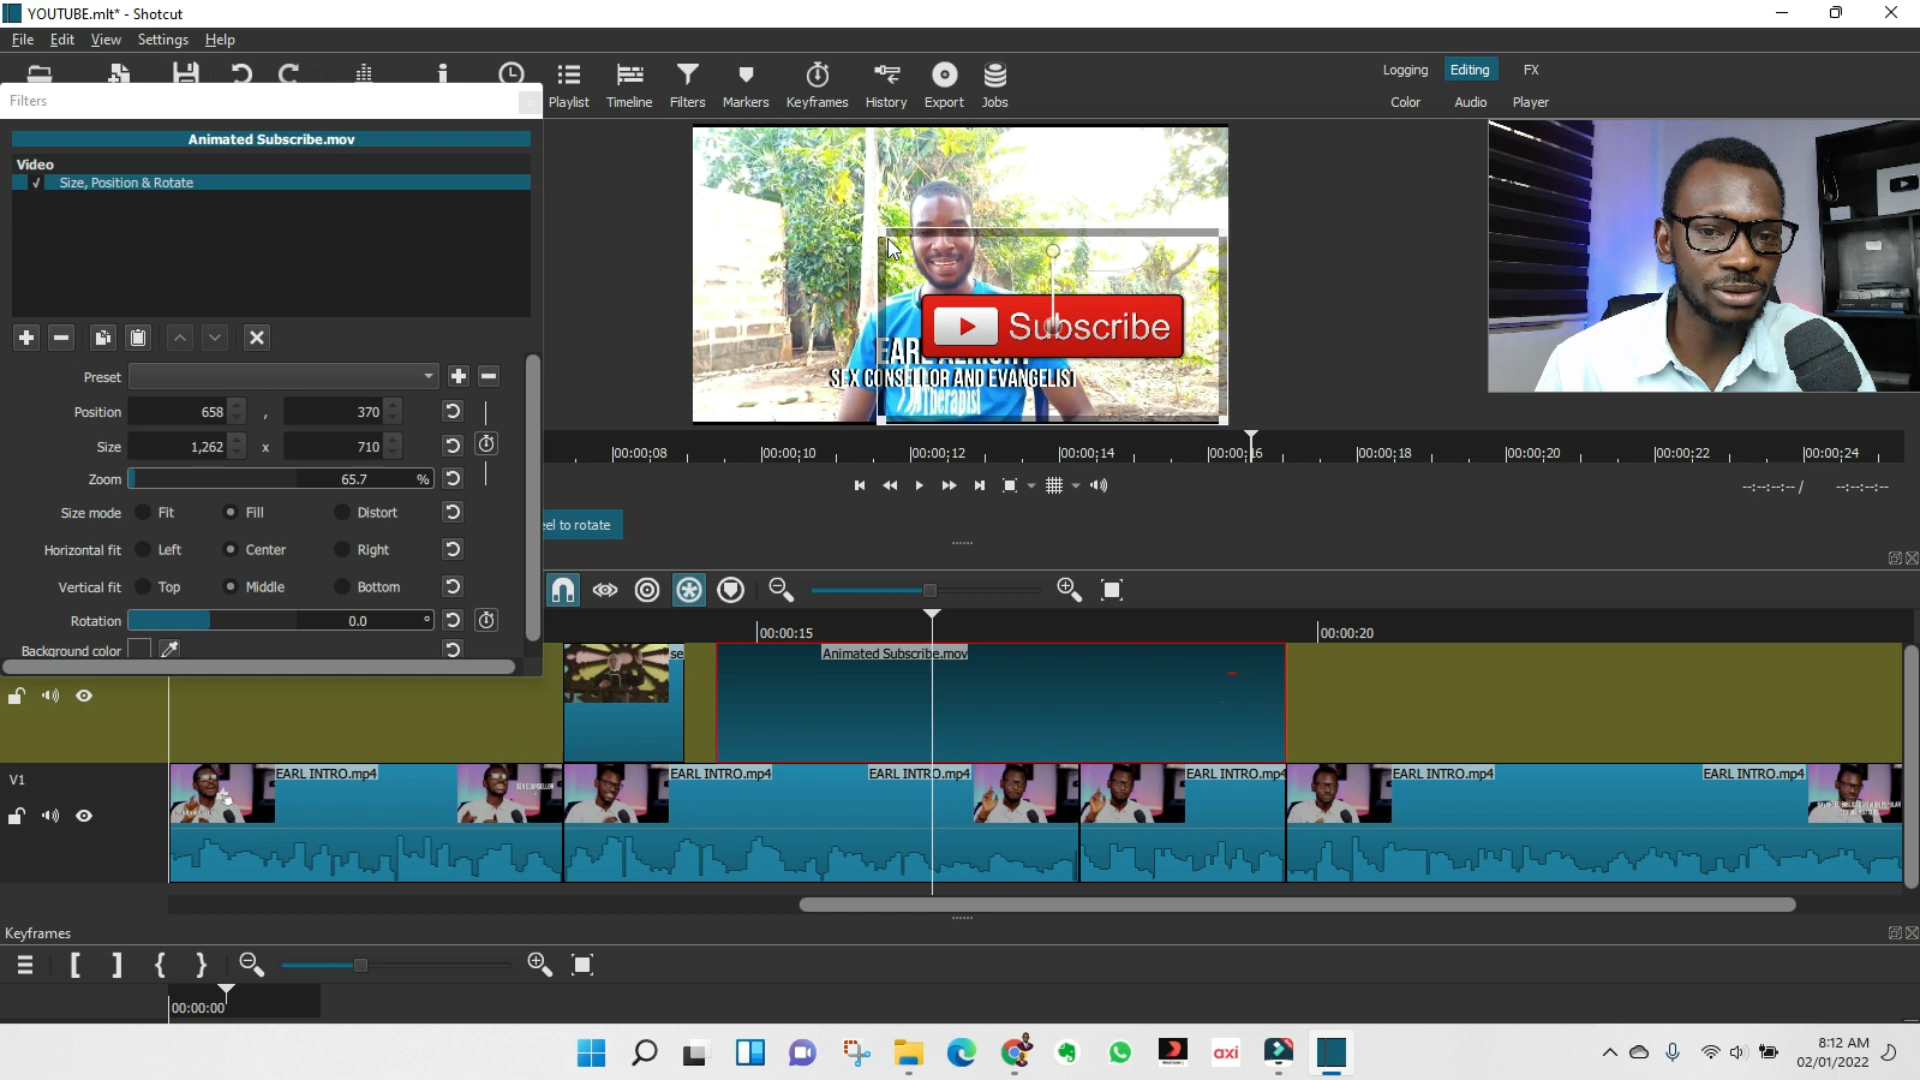 YOUTUBE.mlt* - Shotcut
File Edit View Settings Help
Playlist Timeline Filters Markers Keyframes History Export Jobs
Logging Editing FX
Color Audio Player
Filters
Animated Subscribe.mov
Video
Size, Position & Rotate
Preset
Position 658 , 370
Size 1,262 x 710
Zoom 65.7 %
Size mode Fit Fill Distort
Horizontal fit Left Center Right
Vertical fit Top Middle Bottom
Rotation 0.0 °
Background color
Subscribe
SEX CONSELLOR AND EVANGELIST
Therapist
00:00;08 00:00;10 00:00;12 00:00;14 00:00;16 00:00;18 00:00;20 00:00;22 00:00;24
--:--:--:-- / --:--:--:--
eel to rotate
00:00:15 00:00:20
se Animated Subscribe.mov
V1
EARL INTRO.mp4 EARL INTRO.mp4 EARL INTRO.mp4 EARL INTRO.mp4 EARL INTRO.mp4 EARL INTRO.mp4
SEX COUNSELLOR
Keyframes
00:00:00
axi
8:12 AM
02/01/2022